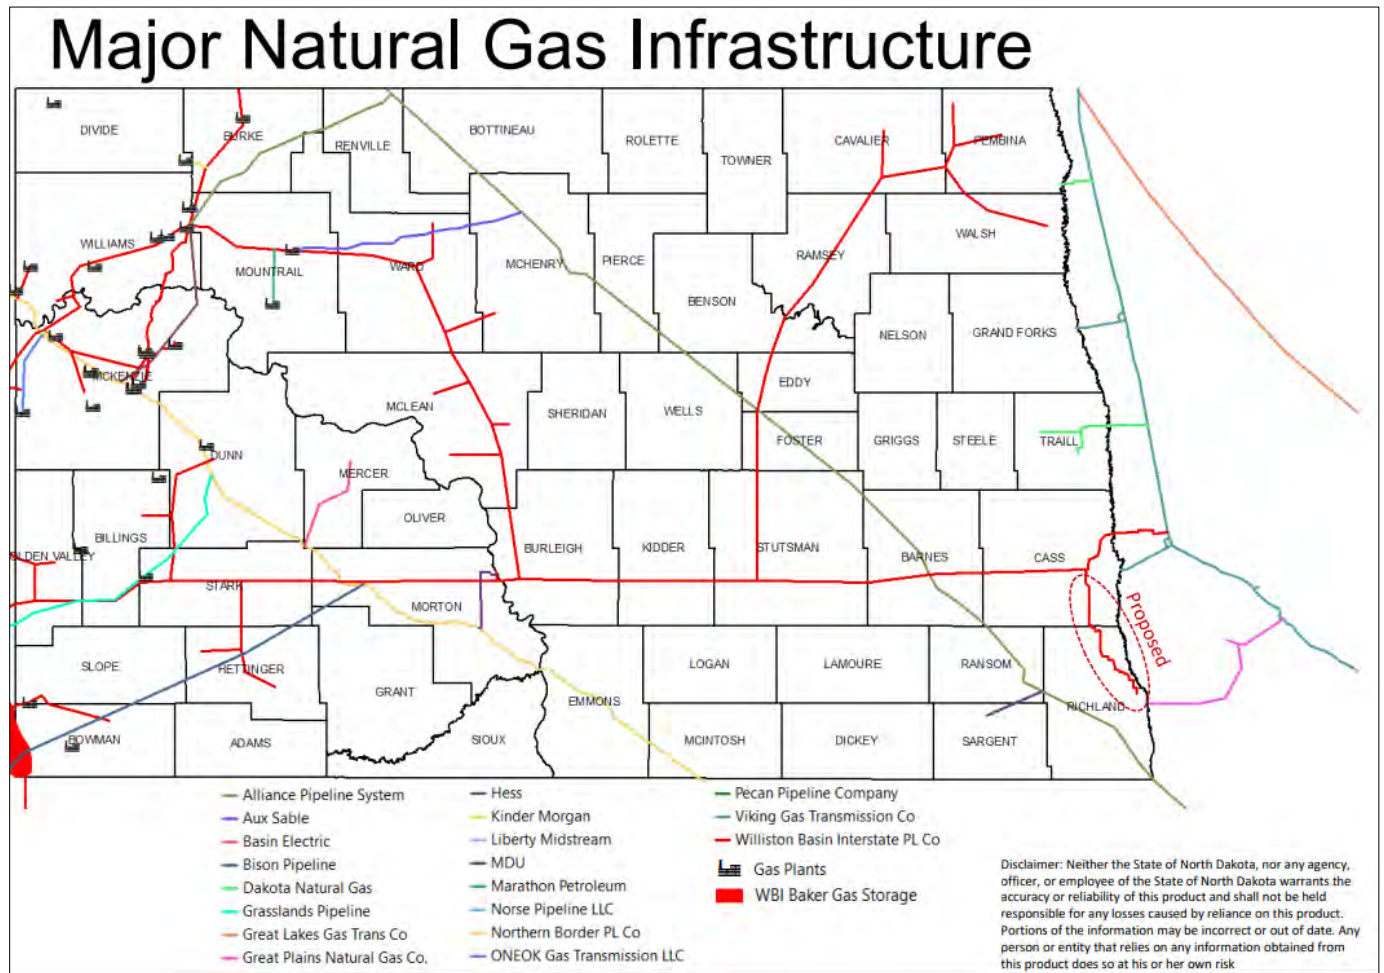 Major Natural Gas Infrastructure
DIVIDE
BURKE
RENVILLE
BOTTINEAU
ROLETTE
TOWNER
CAVALIER
PEMBINA
WILLIAMS
MOUNTRAIL
WARD
MCHENRY
PIERCE
BENSON
RAMSEY
WALSH
NELSON
GRAND FORKS
MCKENZIE
MCLEAN
SHERIDAN
WELLS
EDDY
FOSTER
GRIGGS
STEELE
TRAILL
DUNN
MERCER
OLIVER
BILLINGS
OLDEN VALLEY
STARK
MORTON
BURLEIGH
KIDDER
STUTSMAN
BARNES
CASS
Proposed
SLOPE
HETTINGER
GRANT
EMMONS
LOGAN
LAMOURE
RANSOM
RICHLAND
BOWMAN
ADAMS
SIOUX
MCINTOSH
DICKEY
SARGENT
Alliance Pipeline System
Aux Sable
Basin Electric
Bison Pipeline
Dakota Natural Gas
Grasslands Pipeline
Great Lakes Gas Trans Co
Great Plains Natural Gas Co.
Hess
Kinder Morgan
Liberty Midstream
MDU
Marathon Petroleum
Norse Pipeline LLC
Northern Border PL Co
ONEOK Gas Transmission LLC
Pecan Pipeline Company
Viking Gas Transmission Co
Williston Basin Interstate PL Co
Gas Plants
WBI Baker Gas Storage
Disclaimer: Neither the State of North Dakota, nor any agency,
officer, or employee of the State of North Dakota warrants the
accuracy or reliability of this product and shall not be held
responsible for any losses caused by reliance on this product.
Portions of the information may be incorrect or out of date. Any
person or entity that relies on any information obtained from
this product does so at his or her own risk